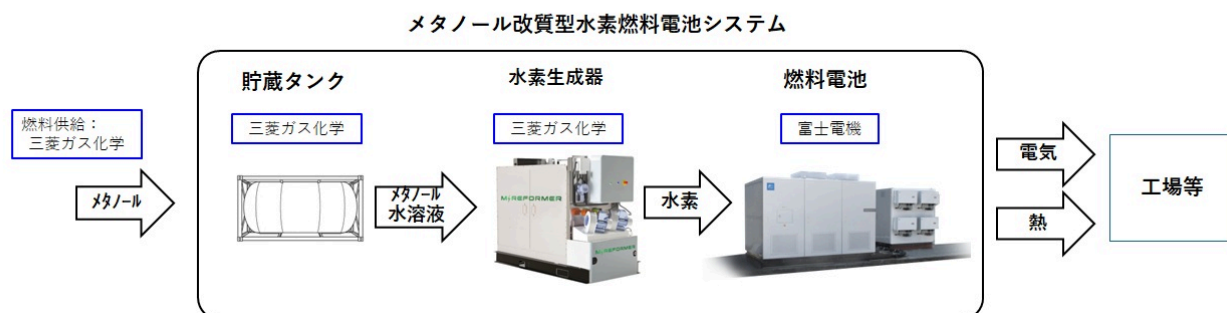 メタノール改質型水素燃料電池システム
貯蔵タンク
水素生成器
燃料電池
燃料供給：
三菱ガス化学
三菱ガス化学
三菱ガス化学
富士電機
ﾒﾀﾉｰﾙ
ﾒﾀﾉｰﾙ
水溶液
MIREFORMER
水素
電気
熱
工場等